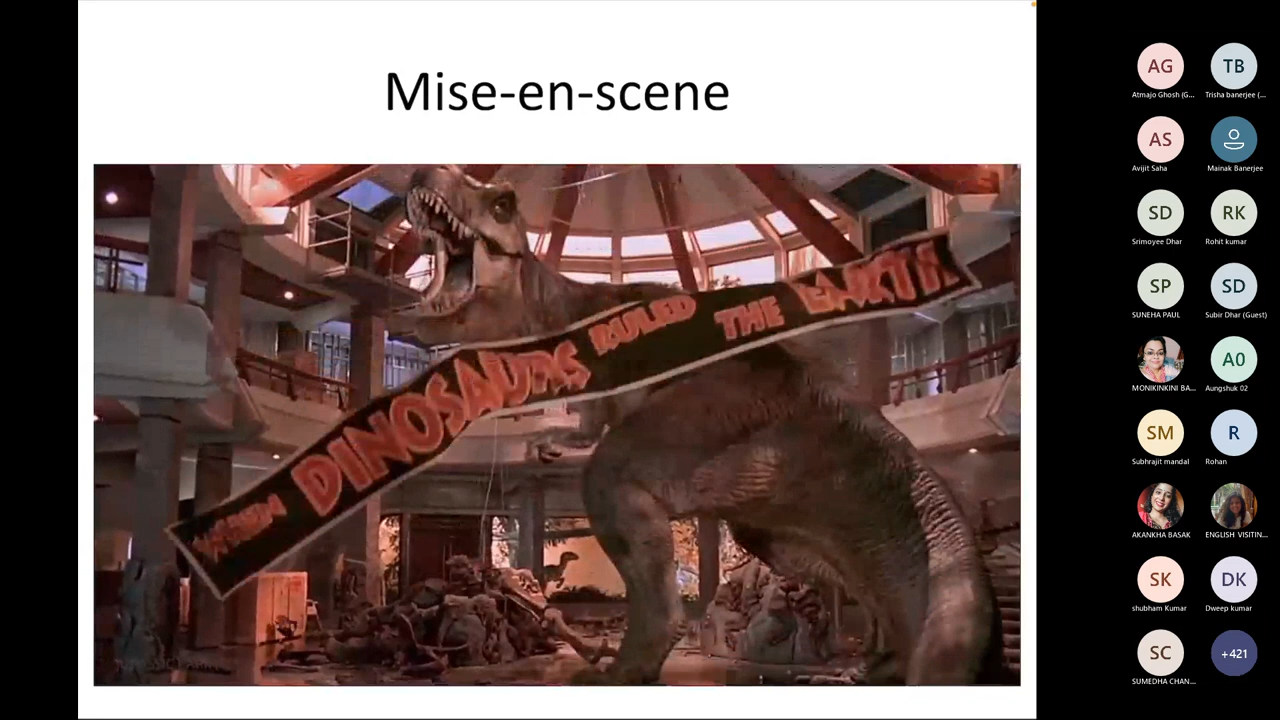 Mise-en-scene
WHEN DINOSAURS RULED THE EARTH
AG
TB
Atmajo Ghosh (G...
Trisha banerjee (...
AS
Avijit Saha
Mainak Banerjee
SD
RK
Srimoyee Dhar
Rohit kumar
SP
SD
SUNEHA PAUL
Subir Dhar (Guest)
A0
MONIKINKINI BA...
Aungshuk 02
SM
R
Subhrajit mandal
Rohan
AKANKHA BASAK
ENGLISH VISITIN...
SK
DK
shubham Kumar
Dweep kumar
SC
+421
SUMEDHA CHAN...